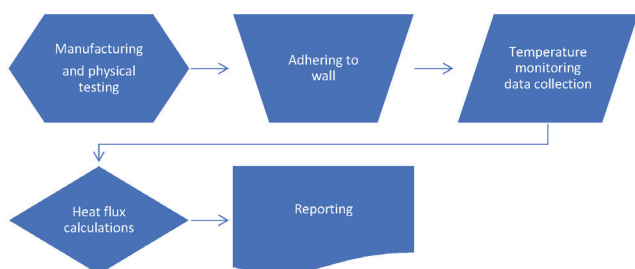 Manufacturing
and physical
testing
Adhering to
wall
Temperature
monitoring
data collection
Heat flux
calculations
Reporting